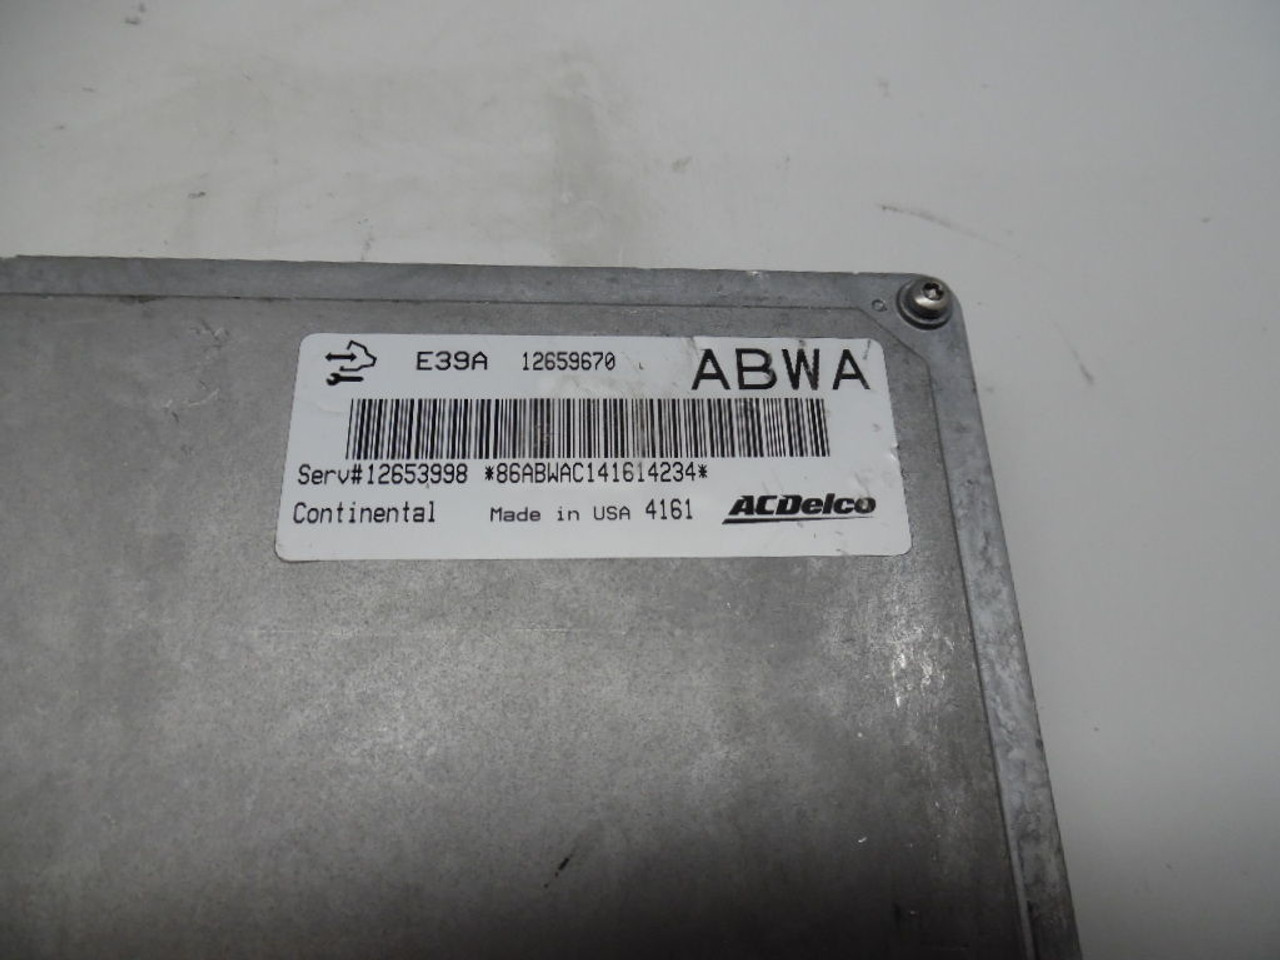 E39A 12659670 ABWA
Serv#12653998 *86ABWAC141614234*
Continental Made in USA 4161 ACDelco